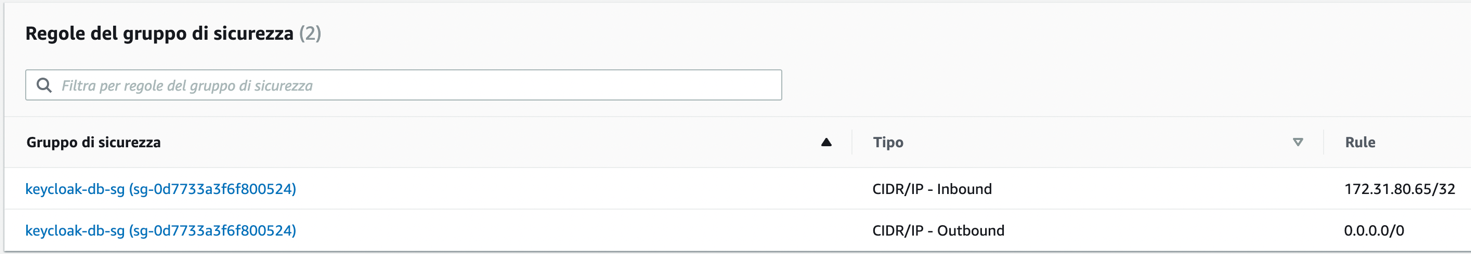 Regole del gruppo di sicurezza (2)
Filtra per regole del gruppo di sicurezza
Gruppo di sicurezza Tipo Rule
keycloak-db-sg (sg-0d7733a3f6f800524) CIDR/IP - Inbound 172.31.80.65/32
keycloak-db-sg (sg-0d7733a3f6f800524) CIDR/IP - Outbound 0.0.0.0/0